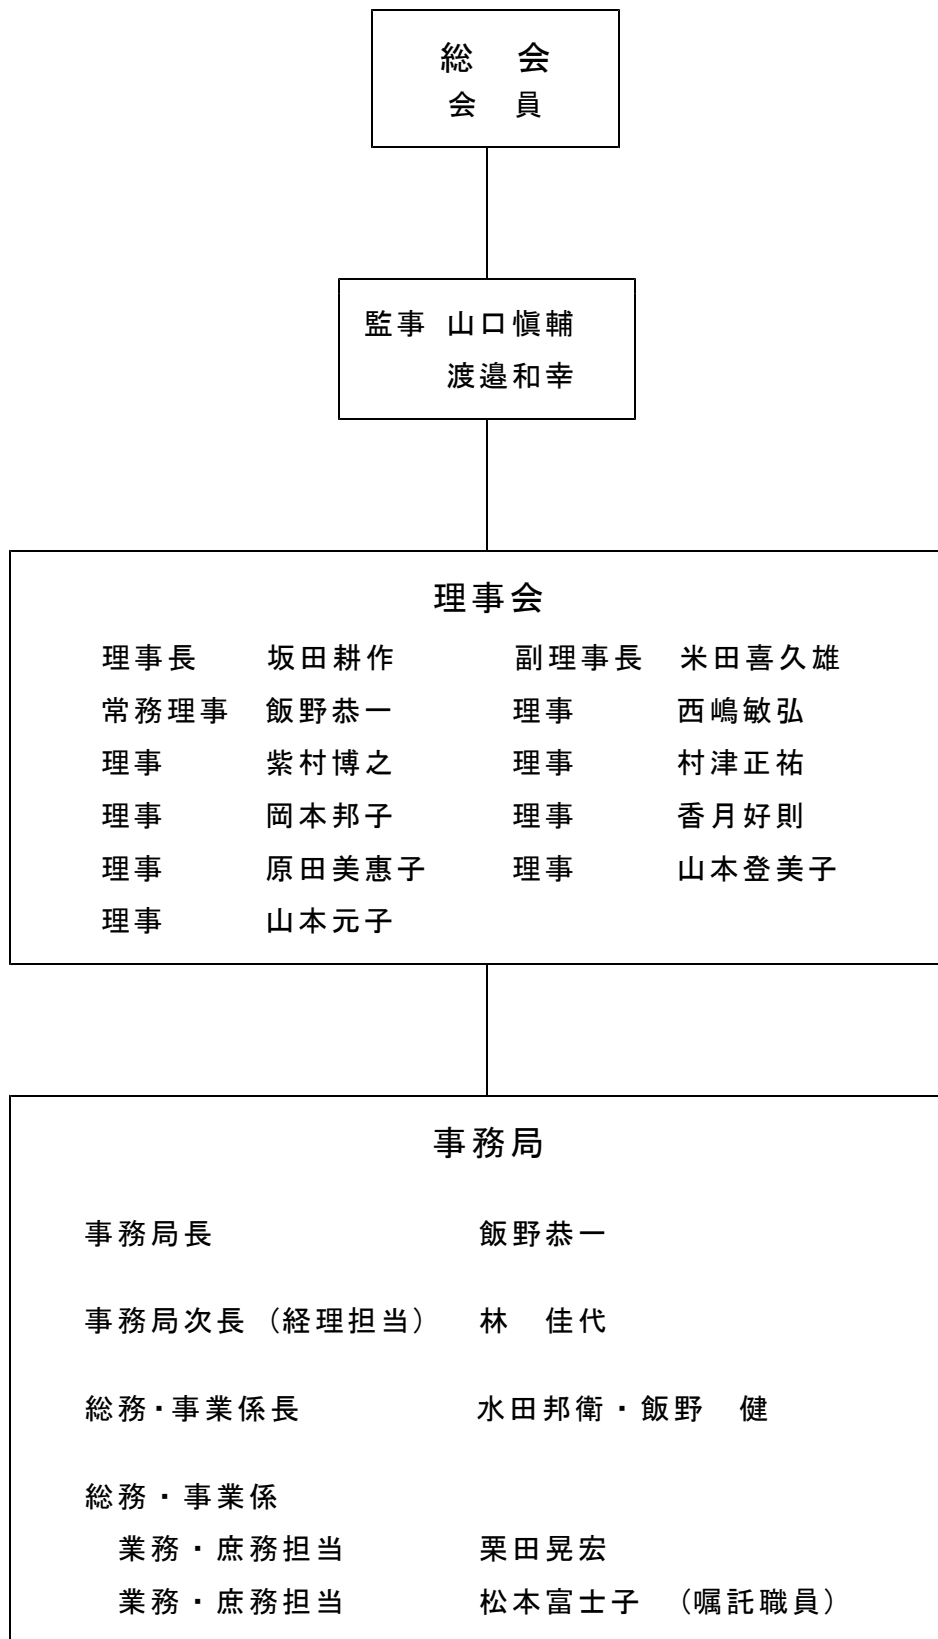 総　会
会　員
監事 山口愼輔
渡邉和幸
理事会
理事長 坂田耕作 副理事長 米田喜久雄
常務理事 飯野恭一 理事 西嶋敏弘
理事 紫村博之 理事 村津正祐
理事 岡本邦子 理事 香月好則
理事 原田美惠子 理事 山本登美子
理事 山本元子
事務局
事務局長 飯野恭一
事務局次長（経理担当） 林　佳代
総務・事業係長 水田邦衛・飯野　健
総務・事業係
業務・庶務担当 栗田晃宏
業務・庶務担当 松本富士子 （嘱託職員）